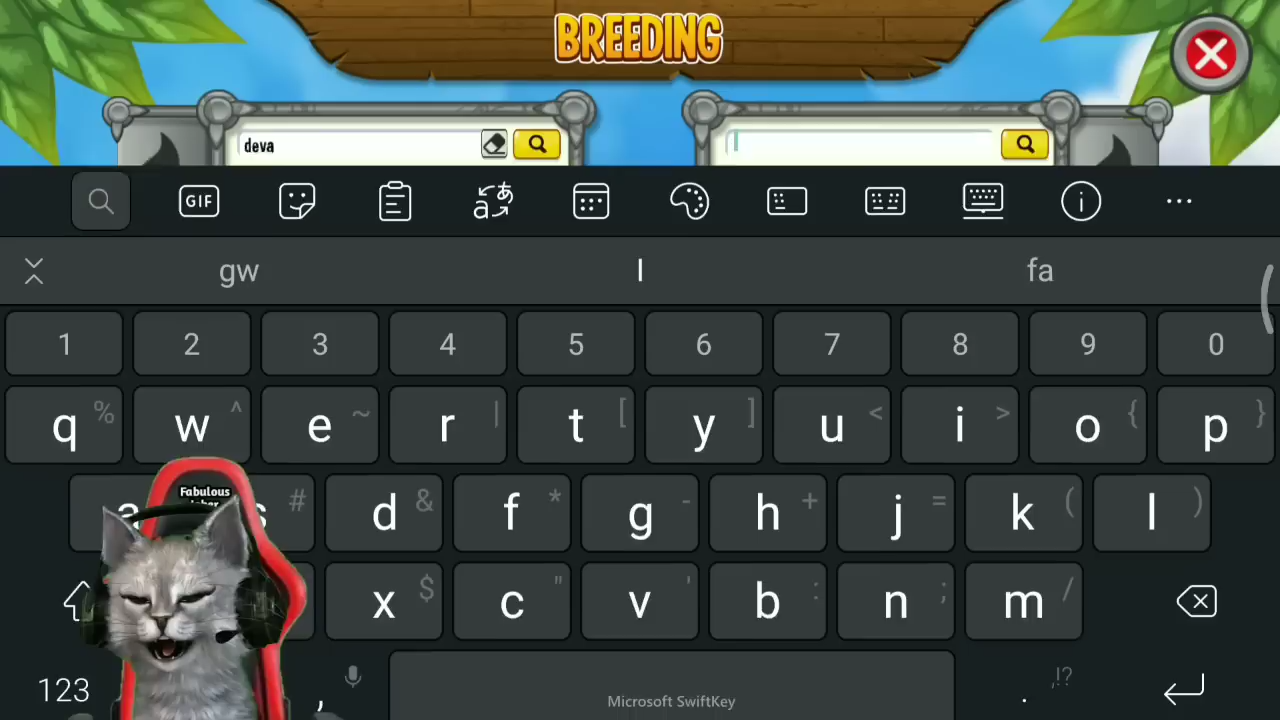 BREEDING
deva
GIF
a あ
gw I fa
1 2 3 4 5 6 7 8 9 0
q % w ^ e ~ r | t [ y ] u < i > o { p }
a s # d & f * g - h + j = k ( l )
x $ c " v ' b : n ; m /
Fabulous
123 , Microsoft SwiftKey . ,!?